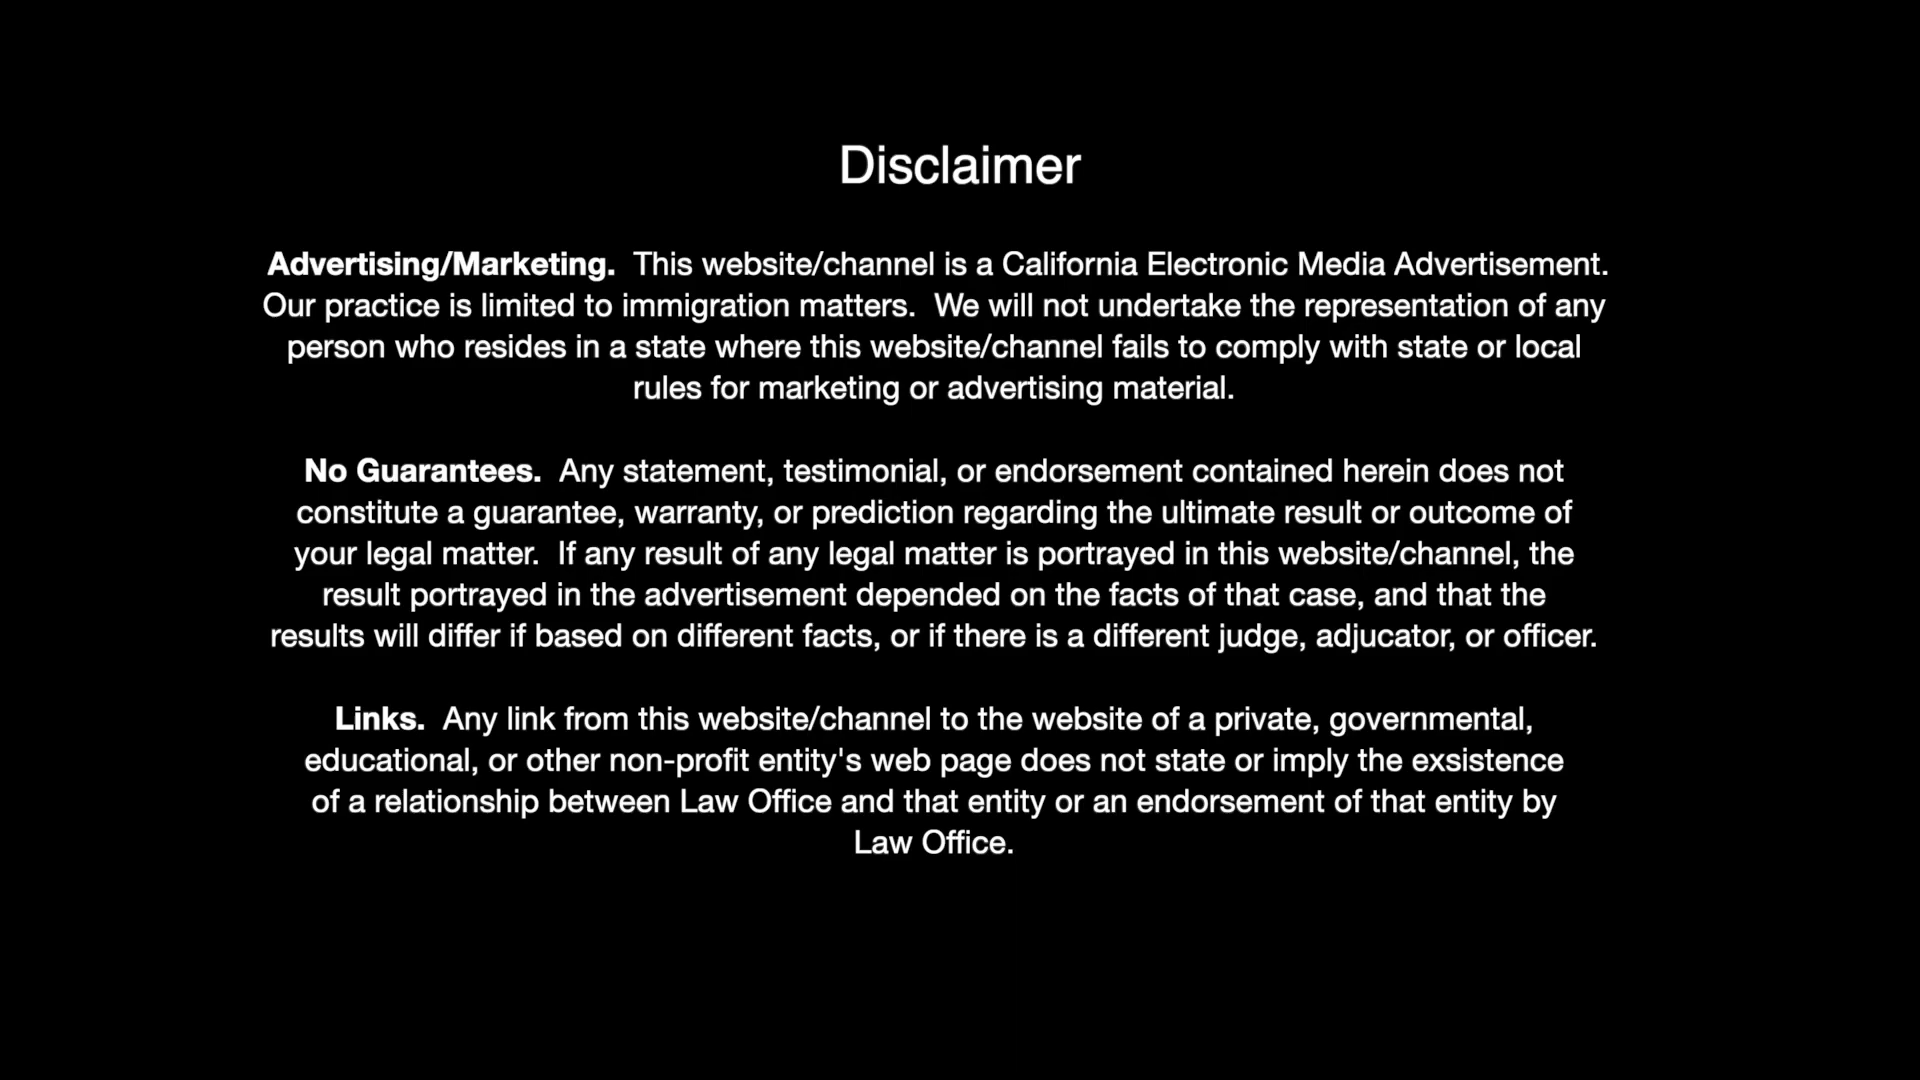 Disclaimer
Advertising/Marketing.  This website/channel is a California Electronic Media Advertisement.
Our practice is limited to immigration matters.  We will not undertake the representation of any
person who resides in a state where this website/channel fails to comply with state or local
rules for marketing or advertising material.
No Guarantees.  Any statement, testimonial, or endorsement contained herein does not
constitute a guarantee, warranty, or prediction regarding the ultimate result or outcome of
your legal matter.  If any result of any legal matter is portrayed in this website/channel, the
result portrayed in the advertisement depended on the facts of that case, and that the
results will differ if based on different facts, or if there is a different judge, adjucator, or officer.
Links.  Any link from this website/channel to the website of a private, governmental,
educational, or other non-profit entity's web page does not state or imply the exsistence
of a relationship between Law Office and that entity or an endorsement of that entity by
Law Office.